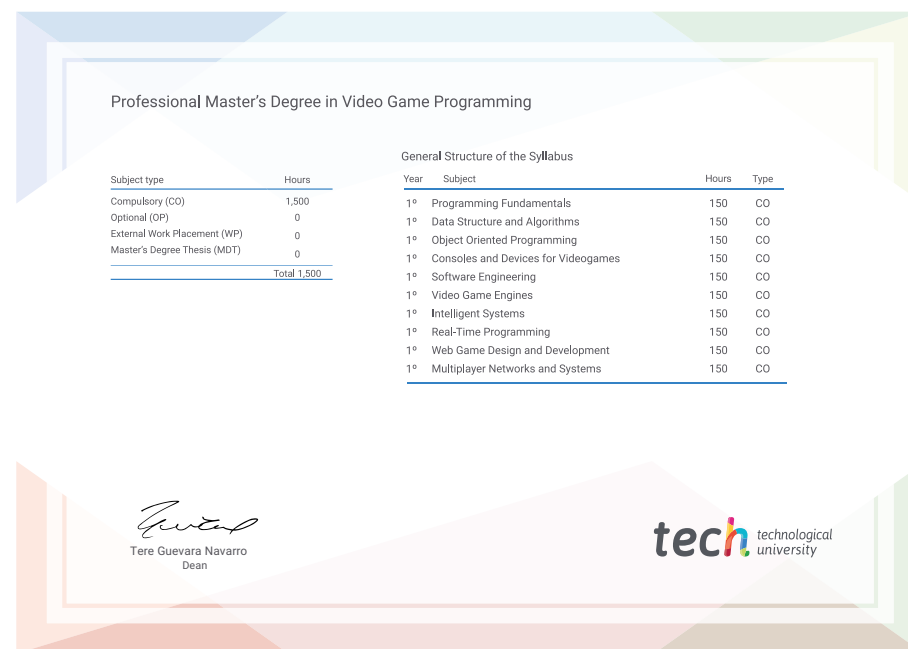 Professional Master's Degree in Video Game Programming
Subject type Hours
Compulsory (CO) 1,500
Optional (OP) 0
External Work Placement (WP) 0
Master's Degree Thesis (MDT) 0
Total 1,500
General Structure of the Syllabus
Year Subject Hours Type
1º Programming Fundamentals 150 CO
1º Data Structure and Algorithms 150 CO
1º Object Oriented Programming 150 CO
1º Consoles and Devices for Videogames 150 CO
1º Software Engineering 150 CO
1º Video Game Engines 150 CO
1º Intelligent Systems 150 CO
1º Real-Time Programming 150 CO
1º Web Game Design and Development 150 CO
1º Multiplayer Networks and Systems 150 CO
Tere Guevara Navarro
Dean
tech technological
university